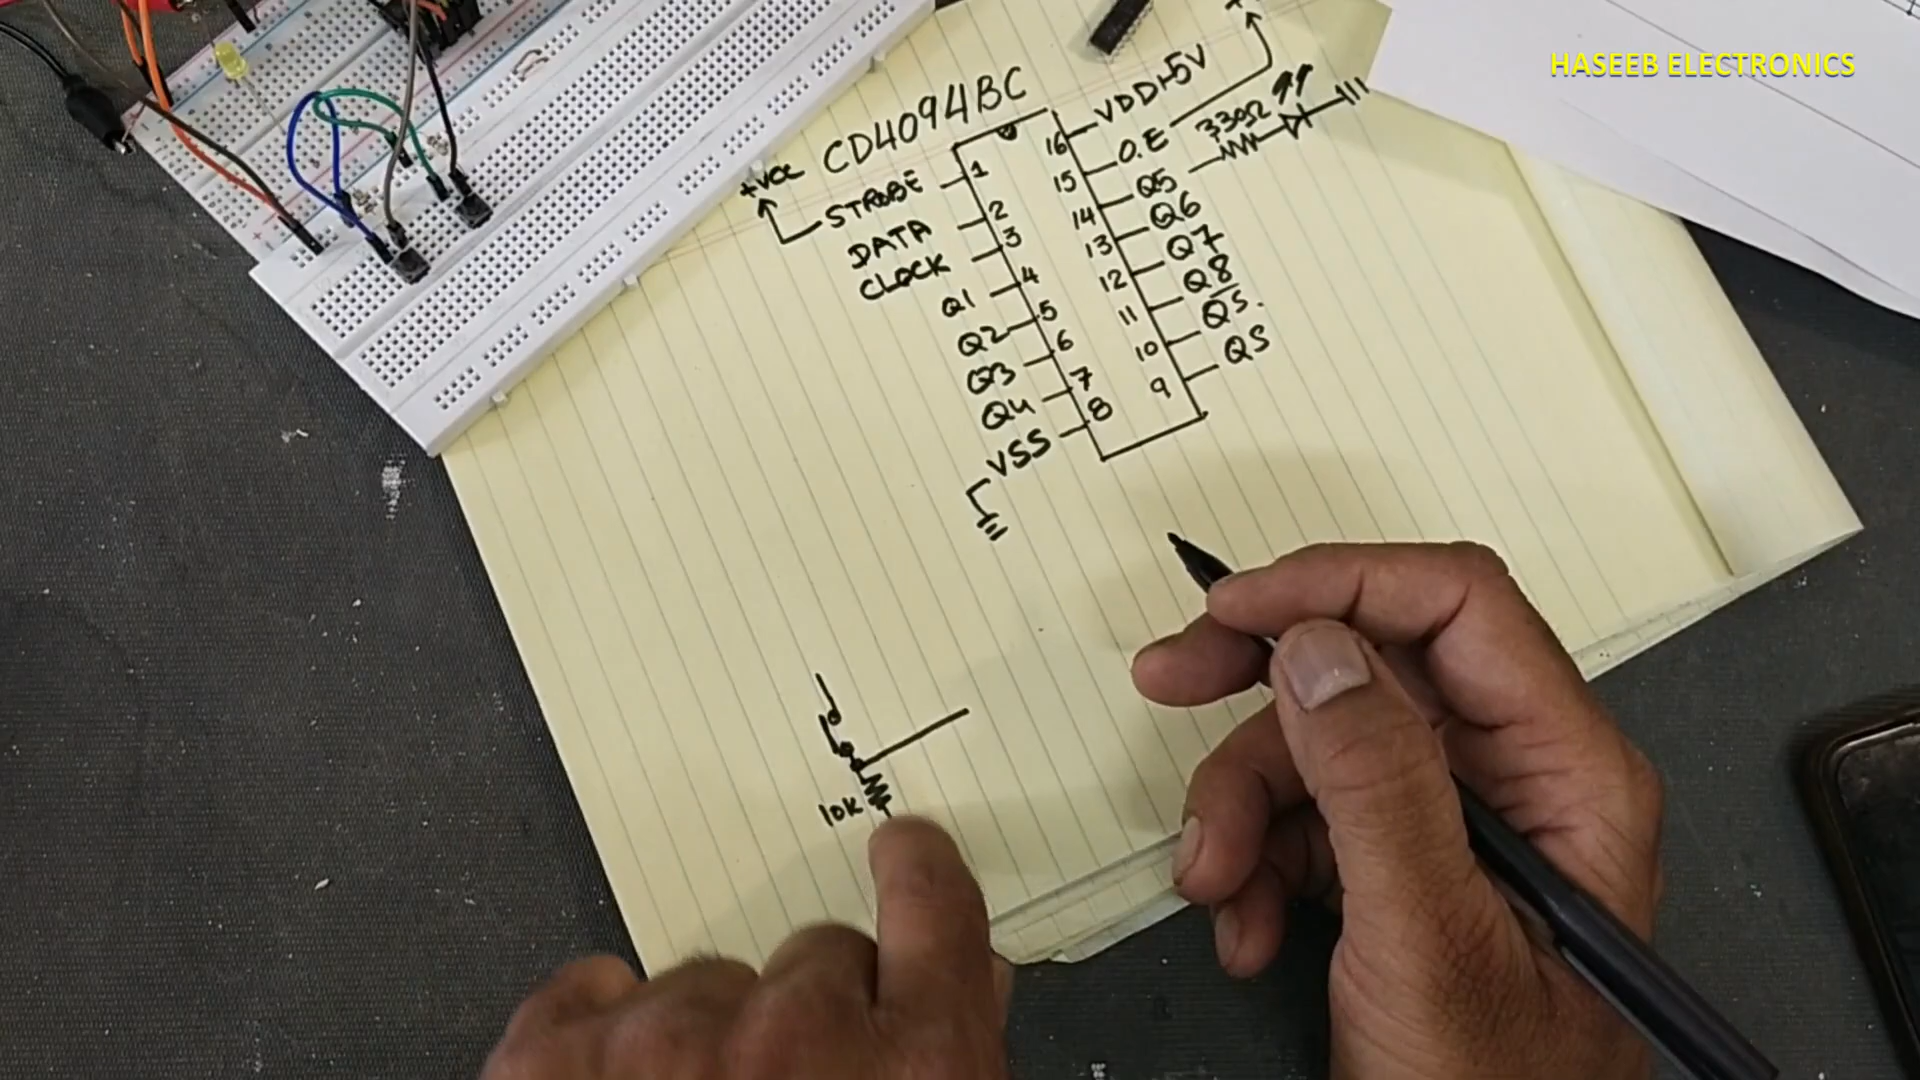 HASEEB ELECTRONICS
CD4094BC
+VCC
STROBE 1
DATA 2
CLOCK 3
Q1 4
Q2 5
Q3 6
Q4 7
VSS 8
16 VDD+5V
15 O.E
14 Q5 330Ω
13 Q6
12 Q7
11 Q8
10 Q̅S̅.
9 QS
10K